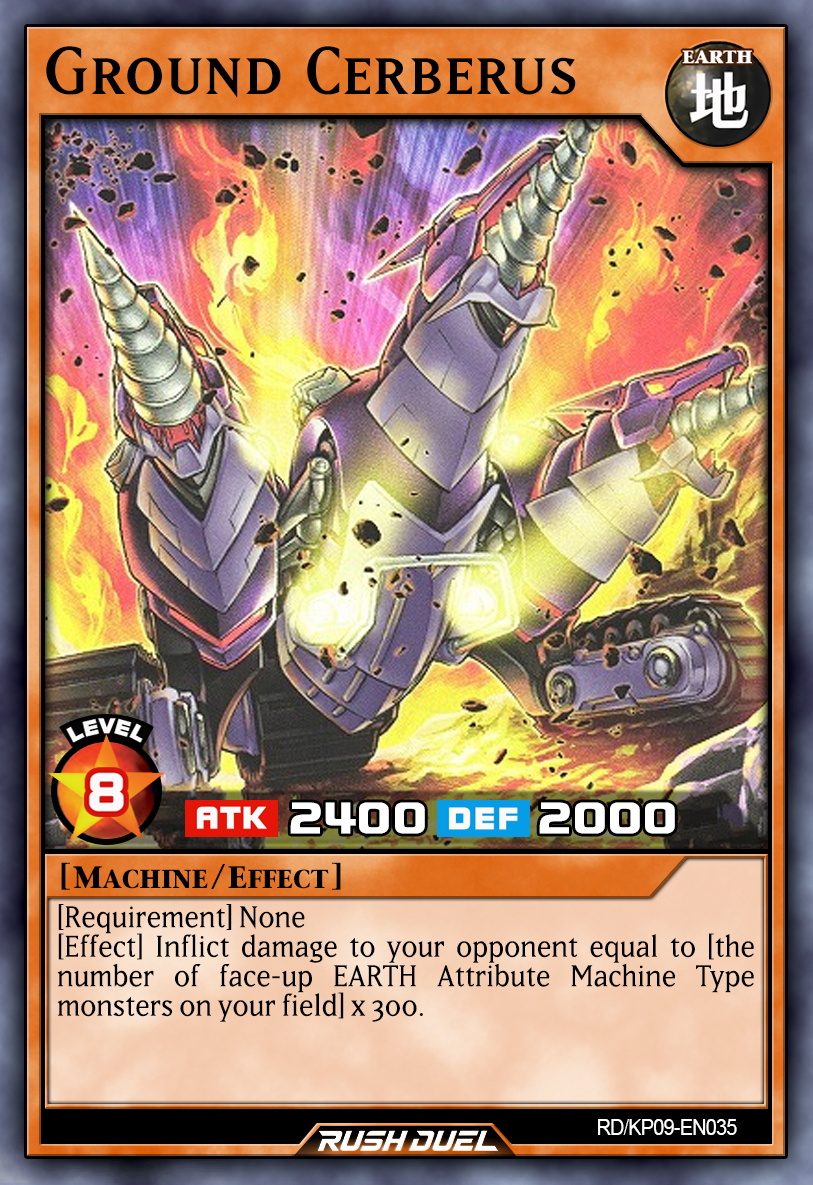 Ground Cerberus
EARTH
地
LEVEL
8
ATK 2400 DEF 2000
[Machine/Effect]
[Requirement] None
[Effect] Inflict damage to your opponent equal to [the
number of face-up EARTH Attribute Machine Type
monsters on your field] x 300.
RD/KP09-EN035
RUSH DUEL